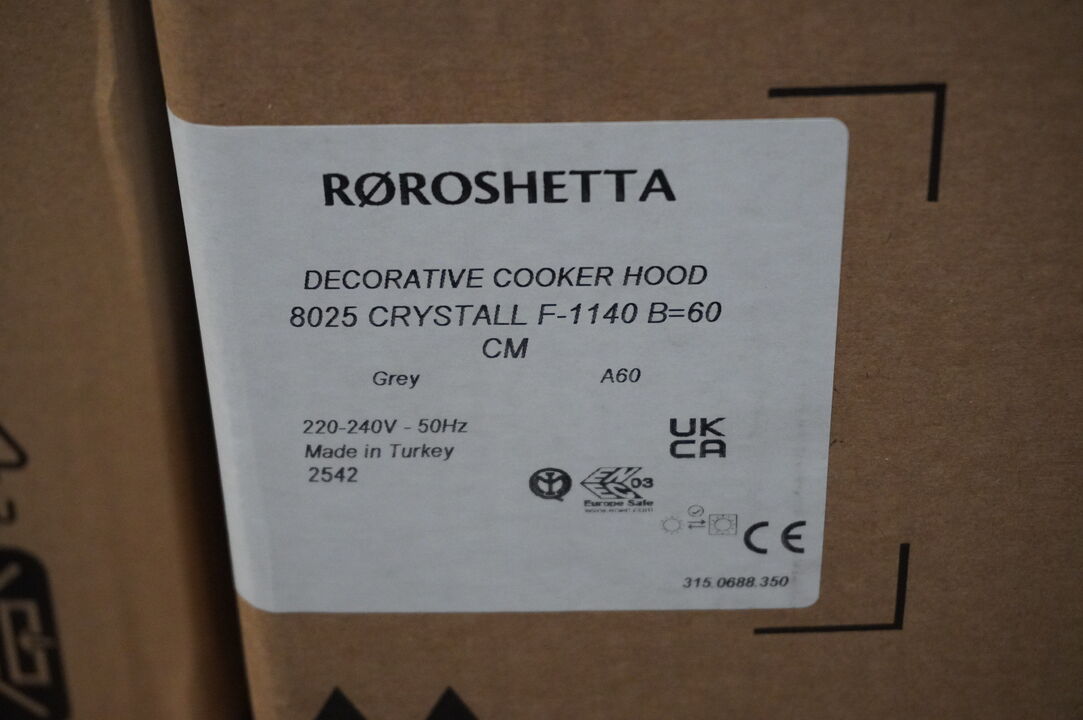 RØROSHETTA
DECORATIVE COOKER HOOD
8025 CRYSTALL F-1140 B=60
CM
Grey A60
220-240V - 50Hz
Made in Turkey
2542
UK
CA
03
Europe Safe
CE
315.0688.350